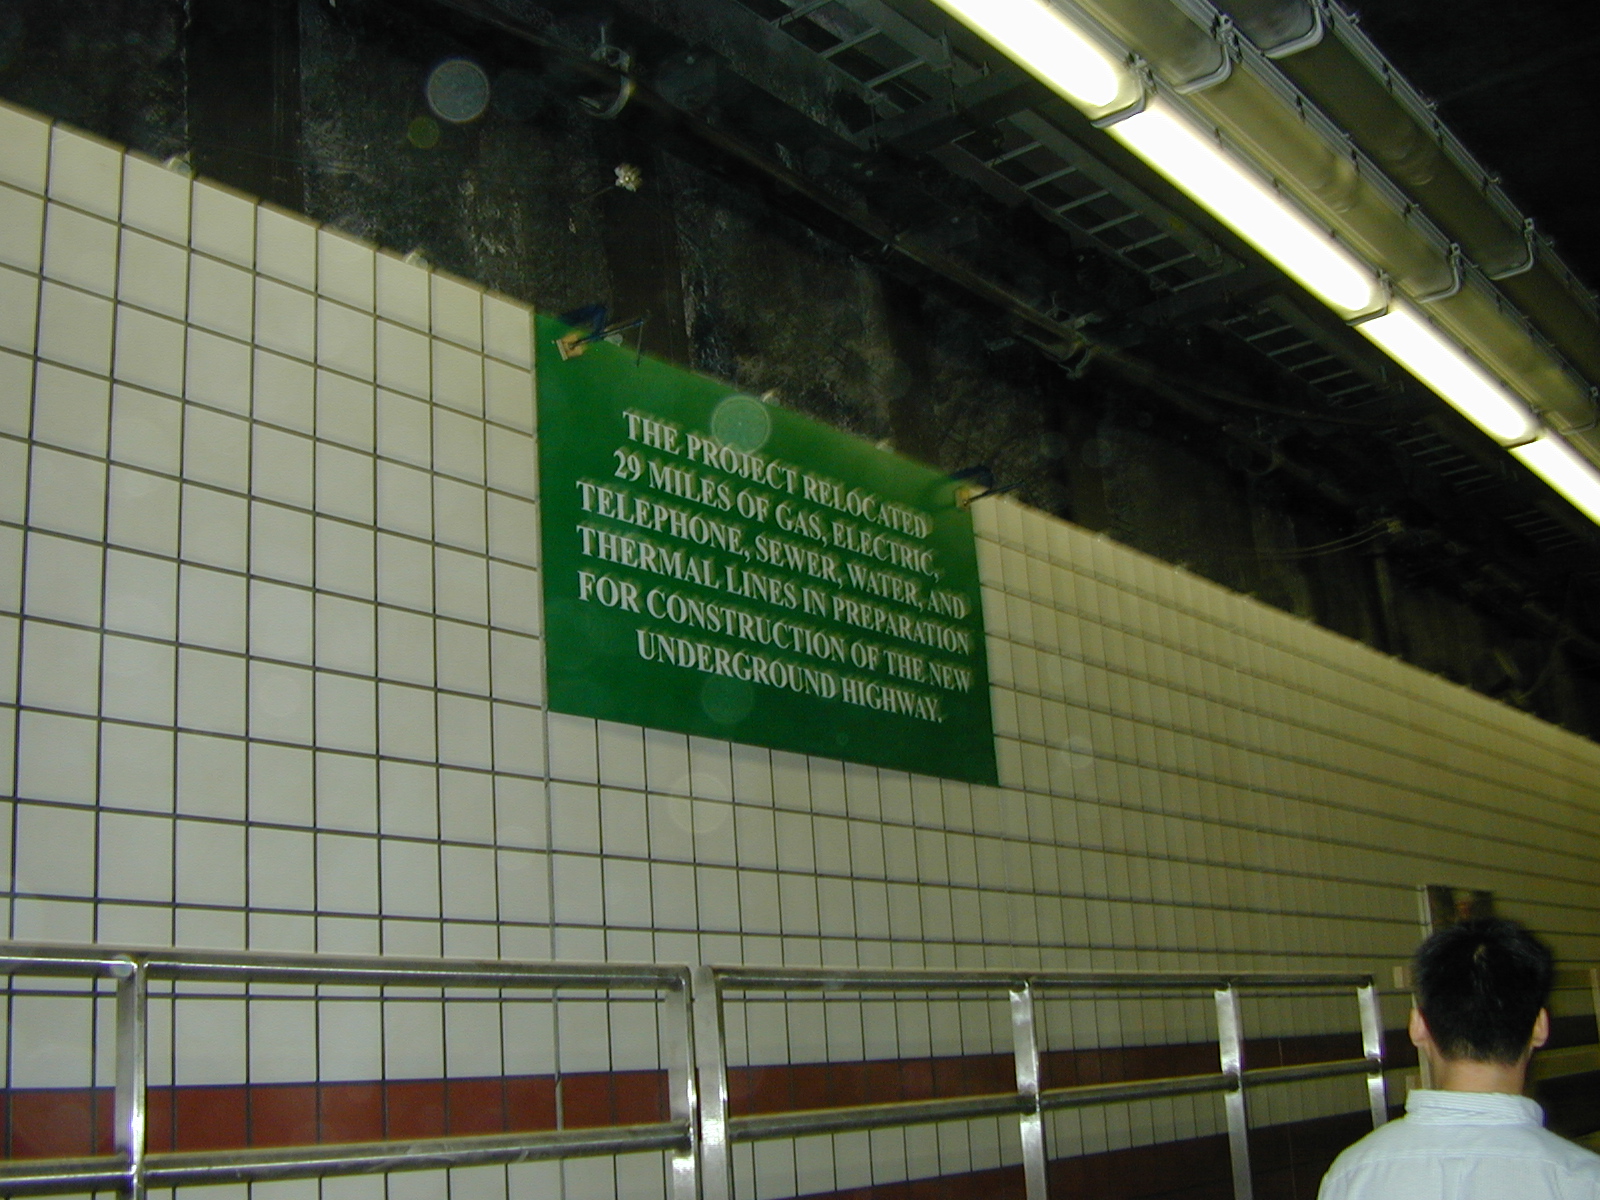 THE PROJECT RELOCATED
29 MILES OF GAS, ELECTRIC,
TELEPHONE, SEWER, WATER, AND
THERMAL LINES IN PREPARATION
FOR CONSTRUCTION OF THE NEW
UNDERGROUND HIGHWAY.